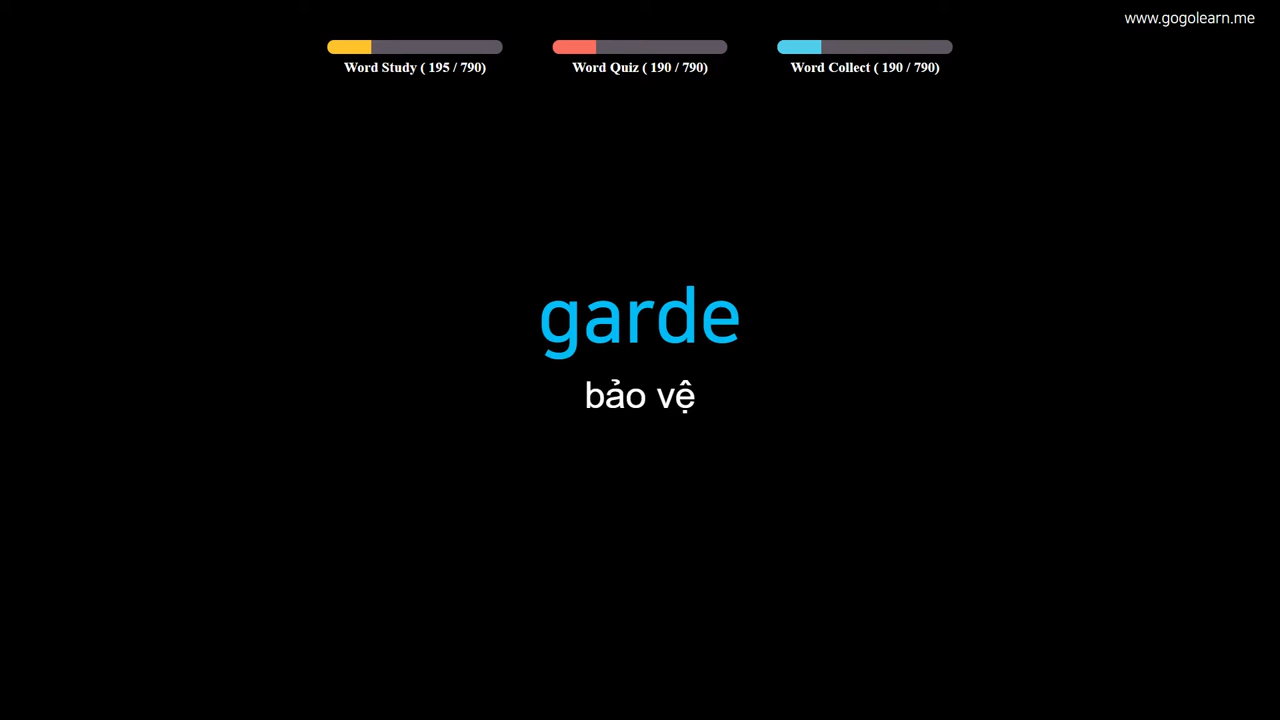 www.gogolearn.me
Word Study ( 195 / 790)
Word Quiz ( 190 / 790)
Word Collect ( 190 / 790)
garde
bảo vệ